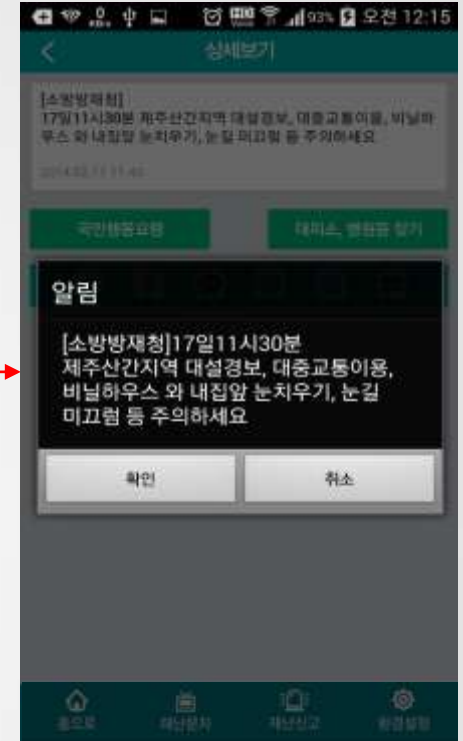 93% 오전 12:15
상세보기
[소방방재청]
17일11시30분 제주산간지역 대설경보, 대중교통이용, 비닐하
우스 와 내집앞 눈치우기, 눈길 미끄럼 등 주의하세요
국민행동요령
대피소, 병원등 찾기
알림
[소방방재청]17일11시30분
제주산간지역 대설경보, 대중교통이용,
비닐하우스 와 내집앞 눈치우기, 눈길
미끄럼 등 주의하세요
확인
취소
홈으로
재난문자
재난신고
환경설정